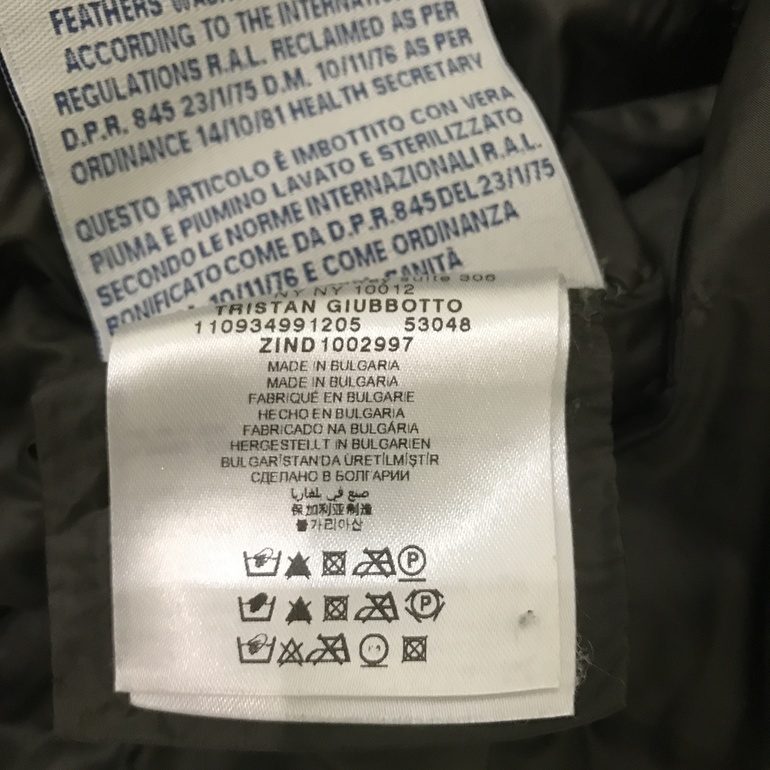 FEATHERS
ACCORDING TO THE
REGULATIONS R.A.L. RECLAIMED AS PER
D.P.R. 845 23/1/75 D.M. 10/11/76 AS PER
ORDINANCE 14/10/81 HEALTH SECRETARY
QUESTO ARTICOLO È IMBOTTITO CON VERA
PIUMA E PIUMINO LAVATO E STERILIZZATO
SECONDO LE NORME INTERNAZIONALI R.A.L.
BONIFICATO COME DA D.P.R. 845 DEL 23/1/75
10/11/76 E COME ORDINANZA
SANITÀ
NY NY 10012
TRISTAN GIUBBOTTO
110934991205 53048
ZIND1002997
MADE IN BULGARIA
MADE IN BULGARIA
FABRIQUÉ EN BULGARIE
HECHO EN BULGARIA
FABRICADO NA BULGÁRIA
HERGESTELLT IN BULGARIEN
BULGARİSTAN'DA ÜRETİLMİŞTİR
СДЕЛАНО В БОЛГАРИИ
صنع في بلغاريا
保加利亚制造
불가리아산
P
P